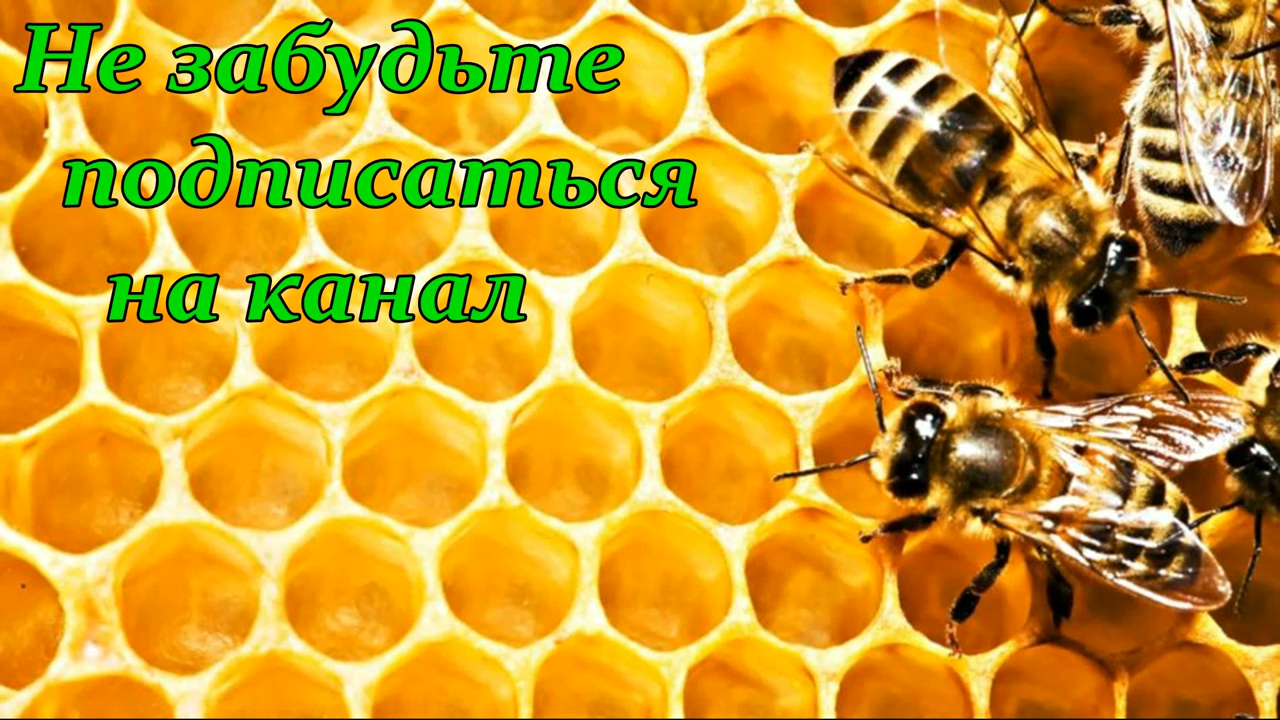 Не забудьте
подписаться
на канал